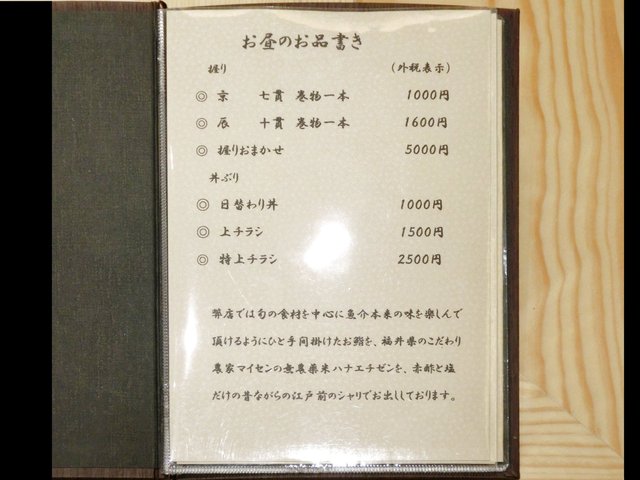 お昼のお品書き
握り （外税表示）
◎ 京 七貫 巻物一本 1000円
◎ 辰 十貫 巻物一本 1600円
◎ 握りおまかせ 5000円
丼ぶり
◎ 日替わり丼 1000円
◎ 上チラシ 1500円
◎ 特上チラシ 2500円
弊店では旬の食材を中心に魚介本来の味を楽しんで
頂けるようにひと手間掛けたお鮨を、福井県のこだわり
農家マイセンの無農薬米ハナエチゼンを、赤酢と塩
だけの昔ながらの江戸前のシャリでお出ししております。